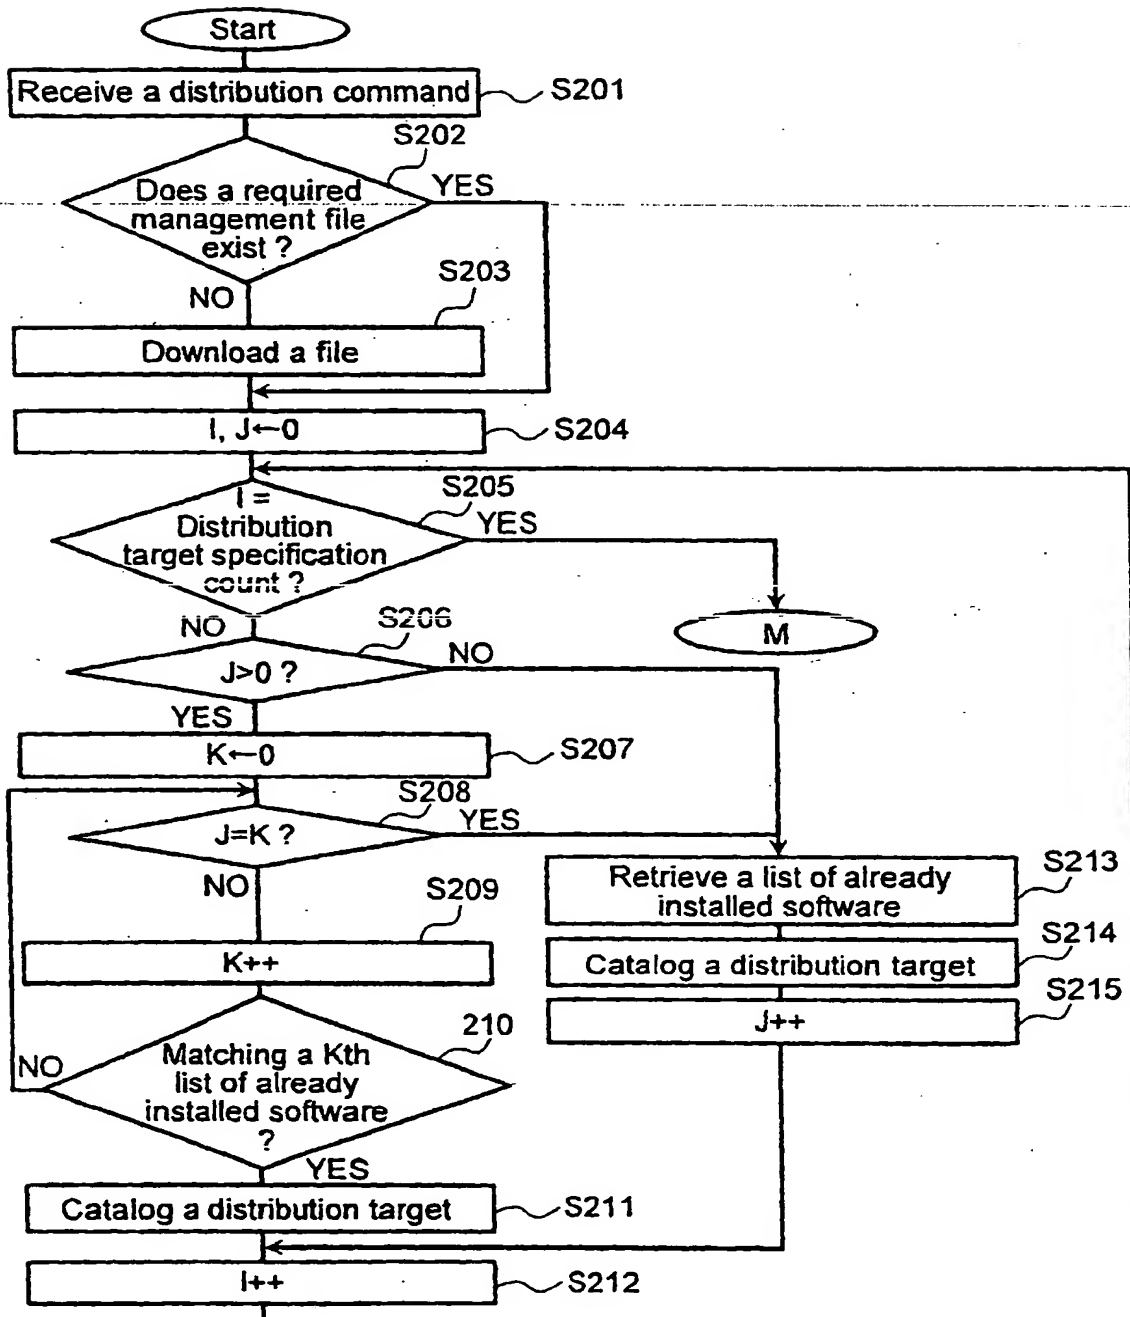 Start
Receive a distribution command
S201
S202
Does a required
management file
exist ?
YES
NO
S203
Download a file
I, J←0
S204
S205
I =
Distribution
target specification
count ?
YES
M
NO
S206
J>0 ?
NO
YES
K←0
S207
S208
J=K ?
YES
NO
S209
K++
210
Matching a Kth
list of already
installed software
?
NO
YES
Catalog a distribution target
S211
I++
S212
S213
Retrieve a list of already
installed software
S214
Catalog a distribution target
S215
J++